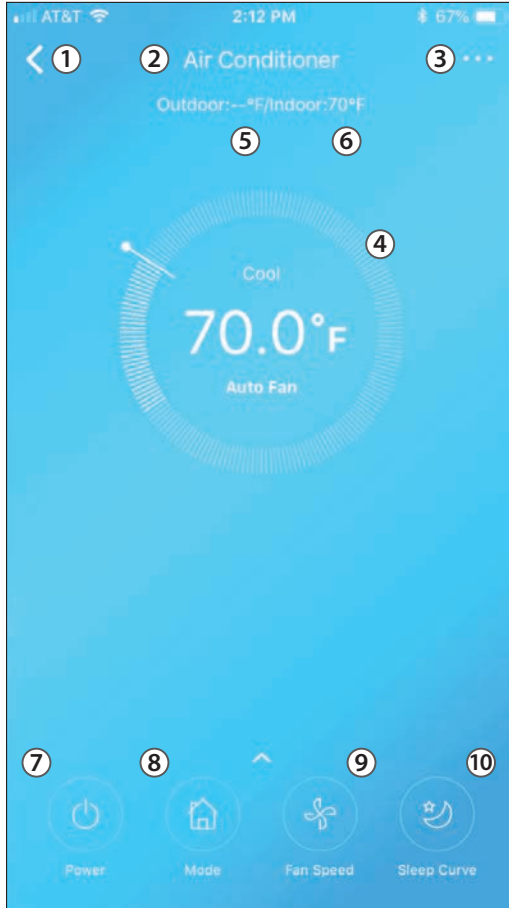 AT&T 2:12 PM 67%
1 2 Air Conditioner 3
Outdoor:--°F/Indoor:70°F
5 6
4
Cool
70.0°F
Auto Fan
7 8 9 10
Power Mode Fan Speed Sleep Curve